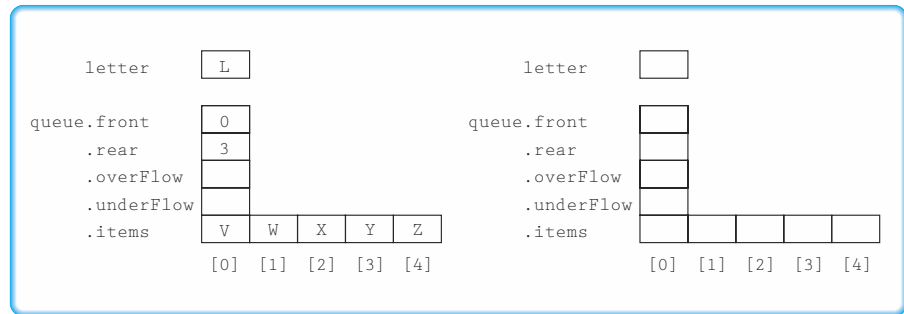 letter L letter
queue.front 0 queue.front
.rear 3 .rear
.overFlow .overFlow
.underFlow .underFlow
.items V W X Y Z .items
[0] [1] [2] [3] [4] [0] [1] [2] [3] [4]